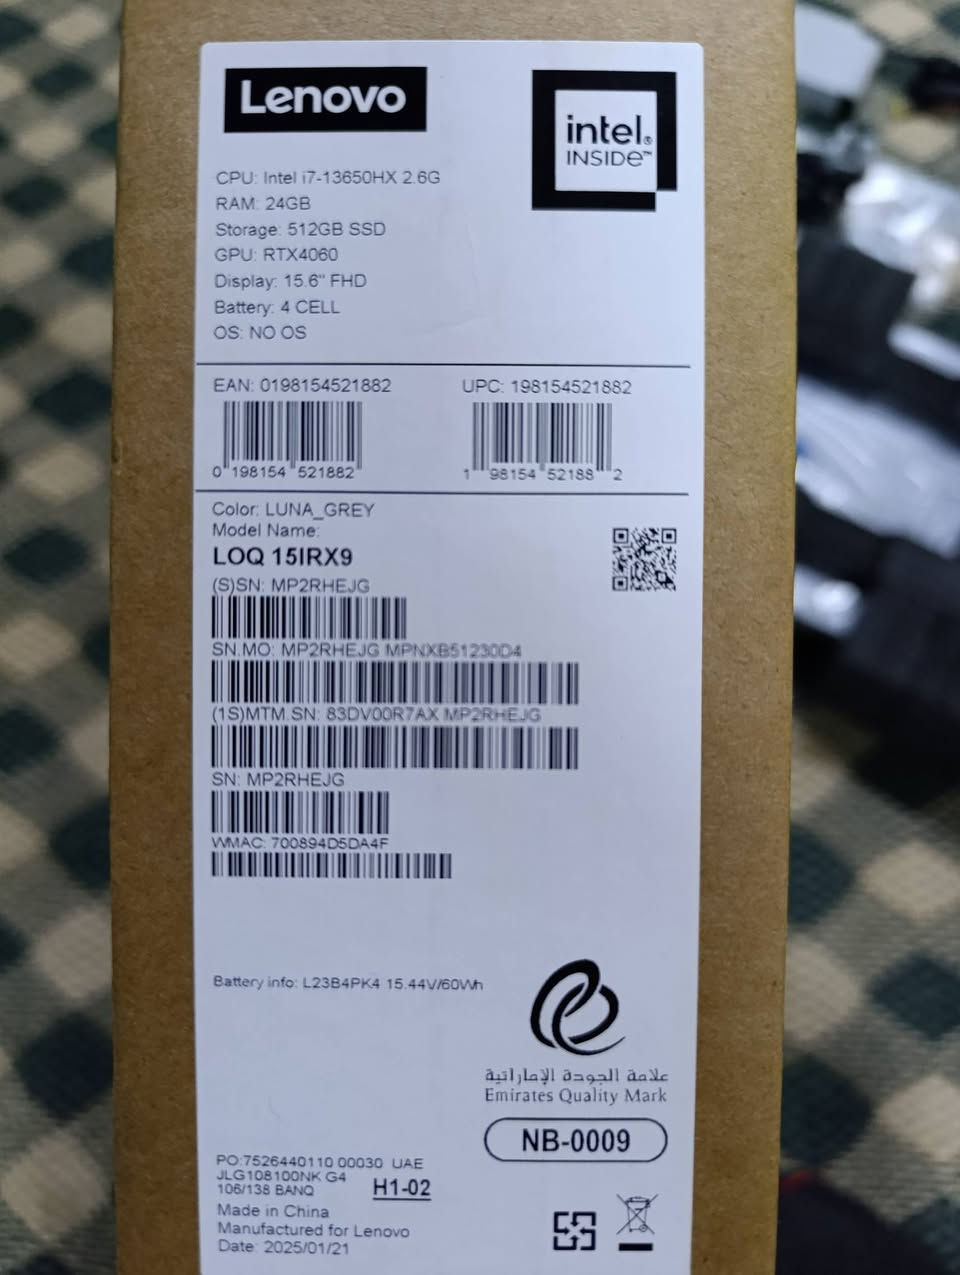 Lenovo
intel.
INSIDE™
CPU: Intel i7-13650HX 2.6G
RAM: 24GB
Storage: 512GB SSD
GPU: RTX4060
Display: 15.6" FHD
Battery: 4 CELL
OS: NO OS
EAN: 0198154521882
UPC: 198154521882
0 198154 521882
1 98154 52188 2
Color: LUNA_GREY
Model Name:
LOQ 15IRX9
(S)SN: MP2RHEJG
SN.MO: MP2RHEJG MPNXB51230D4
(1S)MTM.SN: 83DV00R7AX MP2RHEJG
SN: MP2RHEJG
WMAC: 700894D5DA4F
Battery info: L23B4PK4 15.44V/60Wh
علامة الجودة الإماراتية
Emirates Quality Mark
NB-0009
PO:7526440110 00030 UAE
JLG108100NK G4
106/138 BANQ
H1-02
Made in China
Manufactured for Lenovo
Date: 2025/01/21